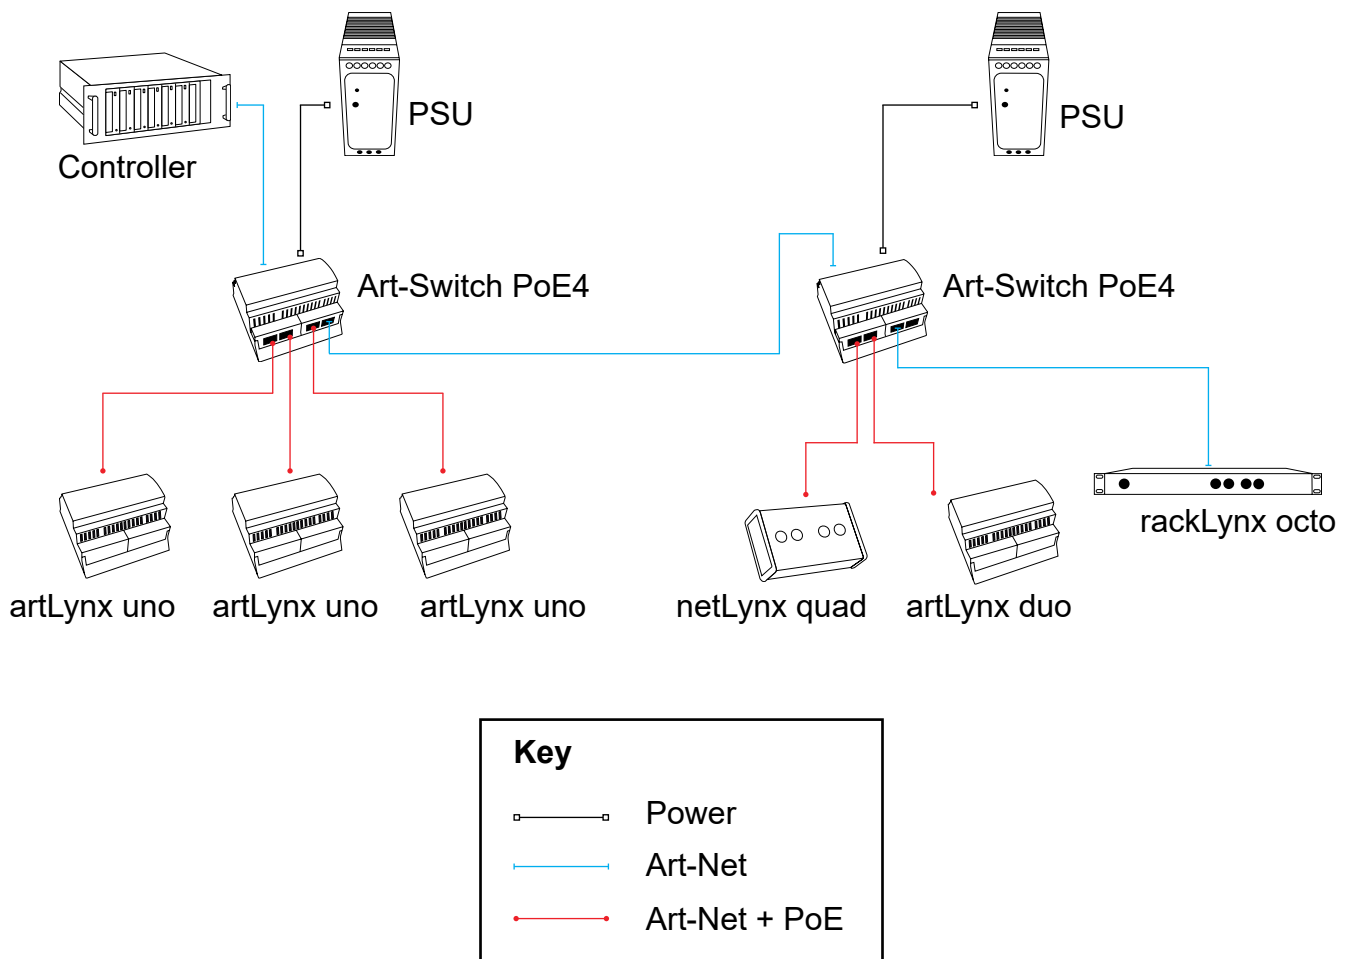 PSU
PSU
Controller
Art-Switch PoE4
Art-Switch PoE4
rackLynx octo
artLynx uno
artLynx uno
artLynx uno
netLynx quad
artLynx duo
Key
Power
Art-Net
Art-Net + PoE